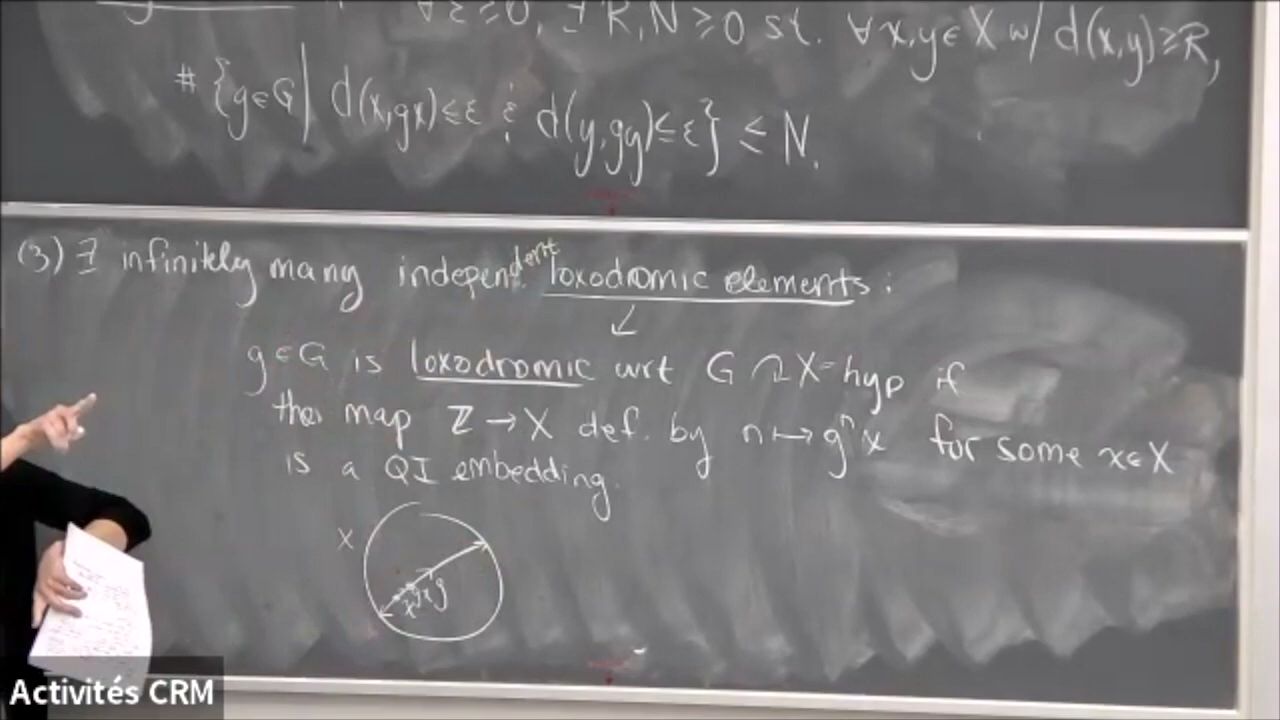 ∀ε≥0, ∃ R,N ≥0 st. ∀x,y∈X w/ d(x,y)≥R,
#{g∈G | d(x,gx)≤ε & d(y,gy)≤ε} ≤ N.
(3) ∃ infinitely many independent loxodromic elements:
↙
g∈G is loxodromic wrt G ↷ X-hyp if
the map ℤ → X def. by n ↦ gⁿx for some x∈X
is a QI embedding.
X
x gx g
Activités CRM